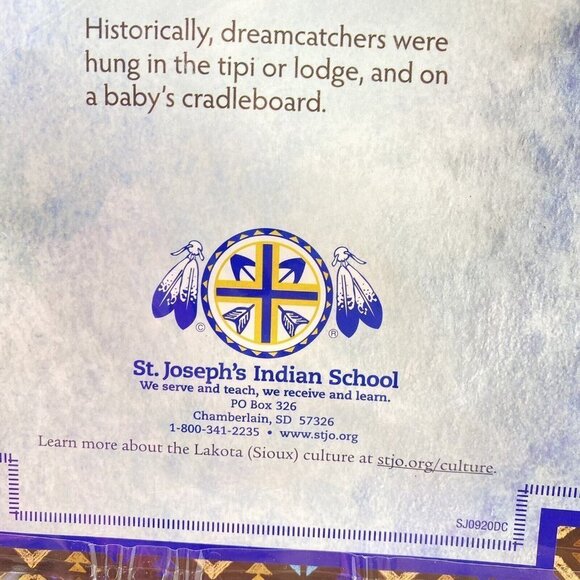 Historically, dreamcatchers were
hung in the tipi or lodge, and on
a baby's cradleboard.
©
®
St. Joseph's Indian School
We serve and teach, we receive and learn.
PO Box 326
Chamberlain, SD 57326
1-800-341-2235 • www.stjo.org
Learn more about the Lakota (Sioux) culture at stjo.org/culture.
SJ0920DC